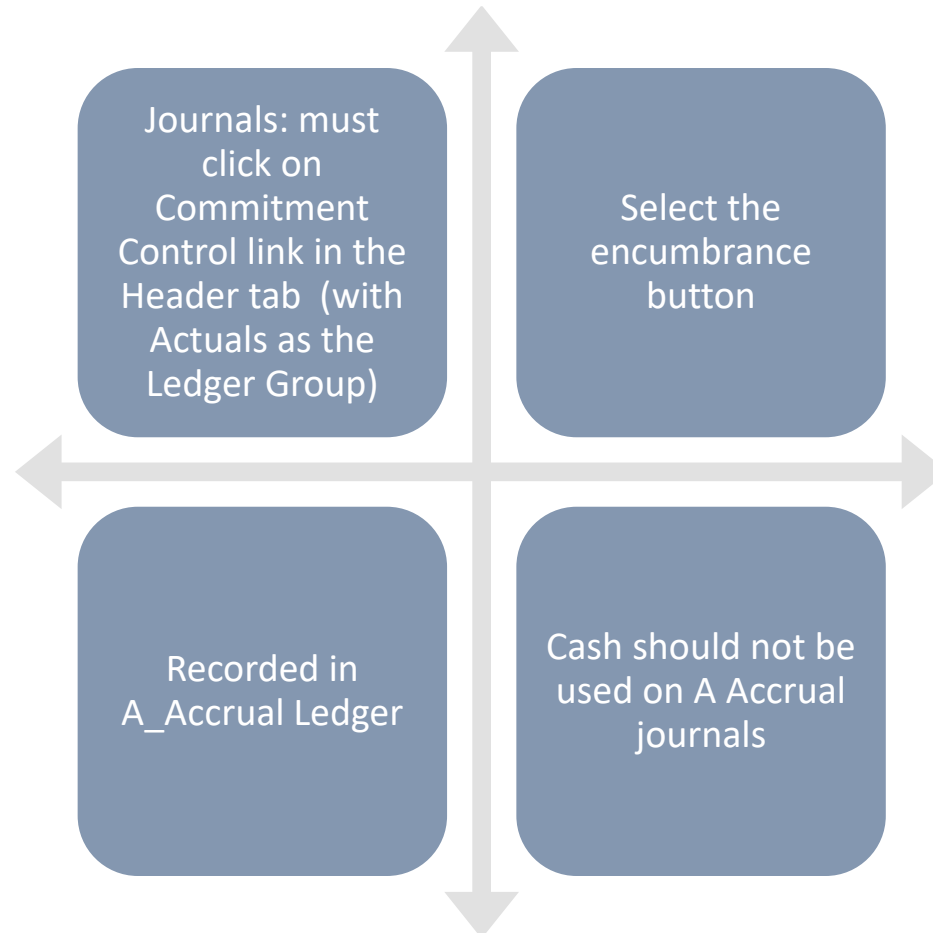 Journals: must
click on
Commitment
Control link in the
Header tab  (with
Actuals as the
Ledger Group)
Select the
encumbrance
button
Recorded in
A_Accrual Ledger
Cash should not be
used on A Accrual
journals